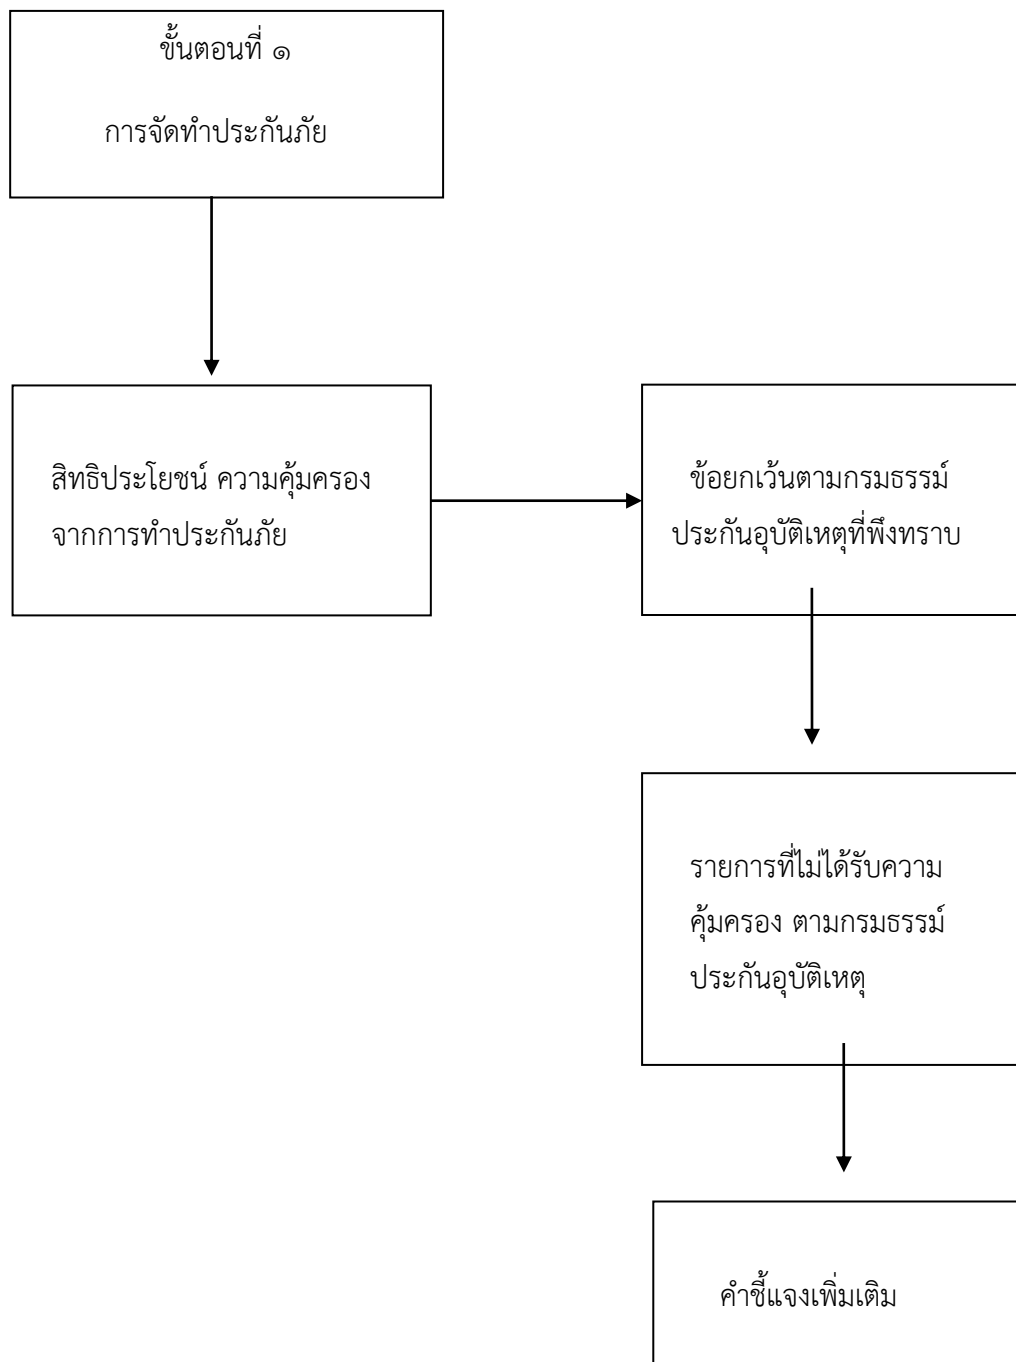 ขั้นตอนที่ ๑
การจัดทำประกันภัย
สิทธิประโยชน์ ความคุ้มครอง
จากการทำประกันภัย
ข้อยกเว้นตามกรมธรรม์
ประกันอุบัติเหตุที่พึงทราบ
รายการที่ไม่ได้รับความ
คุ้มครอง ตามกรมธรรม์
ประกันอุบัติเหตุ
คำชี้แจงเพิ่มเติม